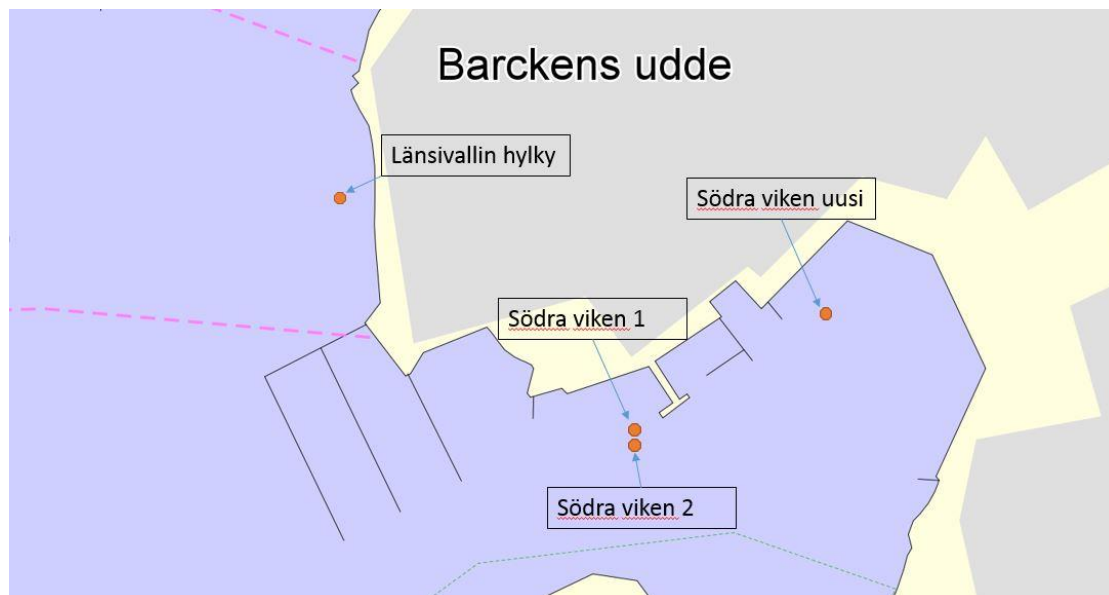 Barckens udde
Länsivallin hylky
Södra viken uusi
Södra viken 1
Södra viken 2